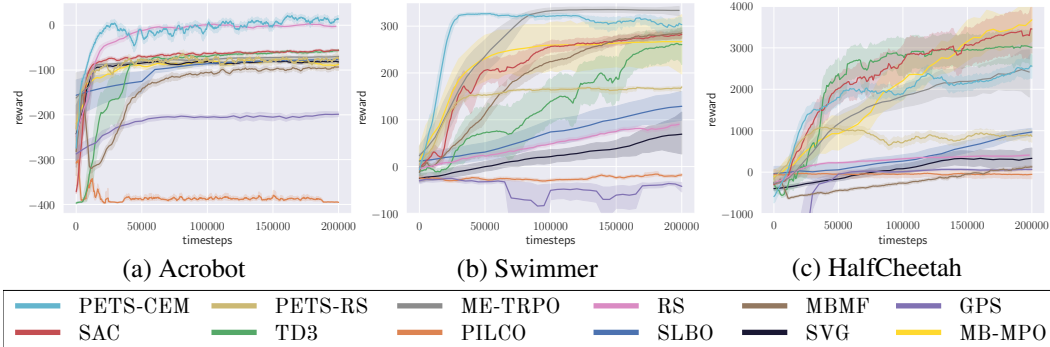 0
−100
−200
−300
−400
reward
0
50000
100000
150000
200000
timesteps
300
200
100
0
−100
reward
0
50000
100000
150000
200000
timesteps
4000
3000
2000
1000
0
−1000
reward
0
50000
100000
150000
200000
timesteps
(a) Acrobot
(b) Swimmer
(c) HalfCheetah
PETS-CEM PETS-RS ME-TRPO RS MBMF GPS
SAC TD3 PILCO SLBO SVG MB-MPO